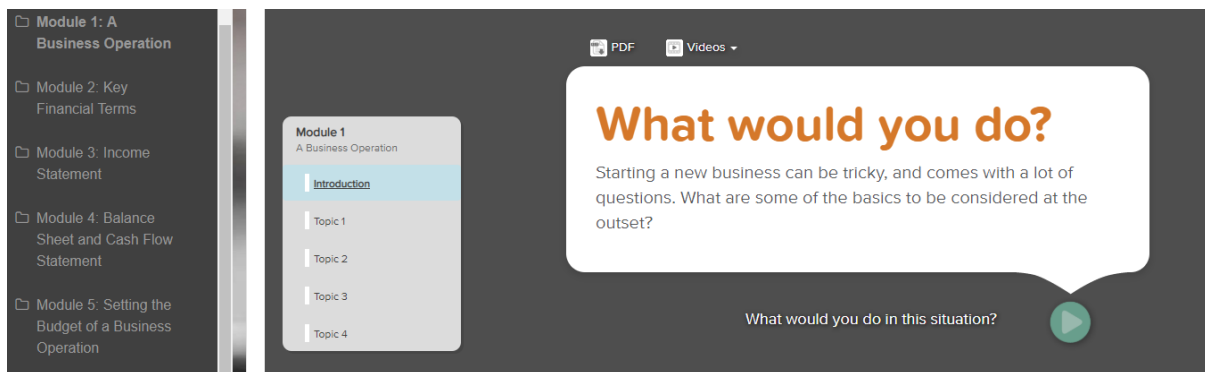 Module 1: A
Business Operation
Module 2: Key
Financial Terms
Module 3: Income
Statement
Module 4: Balance
Sheet and Cash Flow
Statement
Module 5: Setting the
Budget of a Business
Operation
Module 1
A Business Operation
Introduction
Topic 1
Topic 2
Topic 3
Topic 4
PDF
Videos
What would you do?
Starting a new business can be tricky, and comes with a lot of
questions. What are some of the basics to be considered at the
outset?
What would you do in this situation?